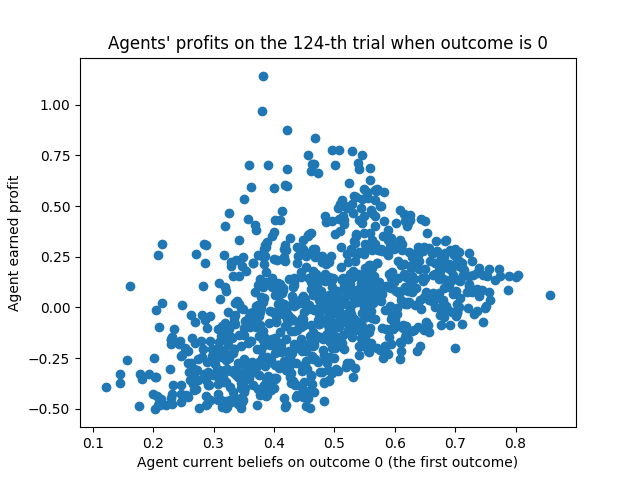 Agents' profits on the 124-th trial when outcome is 0
1.00
0.75
0.50
0.25
0.00
−0.25
−0.50
Agent earned profit
0.1 0.2 0.3 0.4 0.5 0.6 0.7 0.8
Agent current beliefs on outcome 0 (the first outcome)